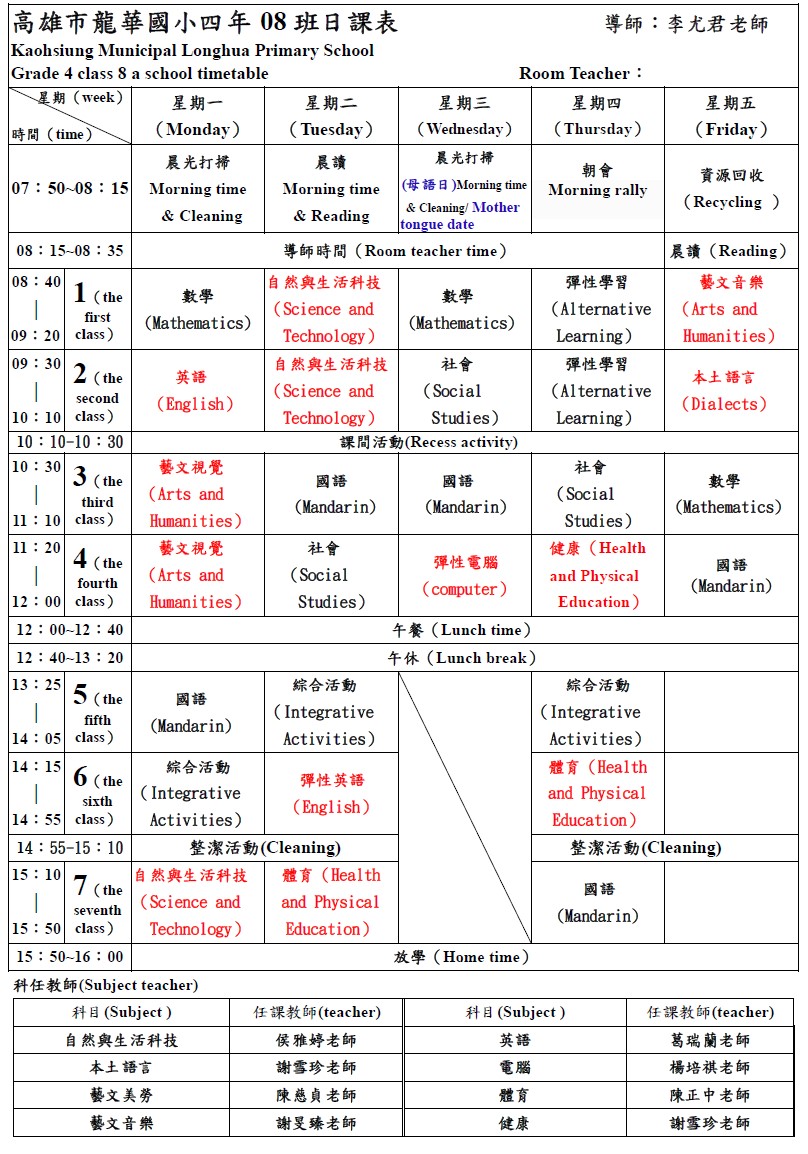 高雄市龍華國小四年 08 班日課表 導師：李尤君老師
Kaohsiung Municipal Longhua Primary School
Grade 4 class 8 a school timetable Room Teacher：
星期（week）
時間（time）
星期一 星期二 星期三 星期四 星期五
（Monday） （Tuesday） （Wednesday） （Thursday） （Friday）
07：50~08：15
晨光打掃
Morning time
& Cleaning
晨讀
Morning time
& Reading
晨光打掃
(母語日)Morning time
& Cleaning/ Mother
tongue date
朝會
Morning rally
資源回收
（Recycling ）
08：15~08：35 導師時間（Room teacher time） 晨讀（Reading）
08：40
|
09：20
1（the
first
class）
數學
(Mathematics）
自然與生活科技
（Science and
Technology）
數學
(Mathematics）
彈性學習
（Alternative
Learning）
藝文音樂
（Arts and
Humanities）
09：30
|
10：10
2（the
second
class）
英語
（English）
自然與生活科技
（Science and
Technology）
社會
（Social
Studies）
彈性學習
（Alternative
Learning）
本土語言
（Dialects）
10：10-10：30 課間活動(Recess activity)
10：30
|
11：10
3（the
third
class）
藝文視覺
（Arts and
Humanities）
國語
（Mandarin）
國語
（Mandarin）
社會
（Social
Studies）
數學
（Mathematics）
11：20
|
12：00
4（the
fourth
class）
藝文視覺
（Arts and
Humanities）
社會
（Social
Studies）
彈性電腦
（computer）
健康（Health
and Physical
Education）
國語
（Mandarin）
12：00~12：40 午餐（Lunch time）
12：40~13：20 午休（Lunch break）
13：25
|
14：05
5（the
fifth
class）
國語
(Mandarin）
綜合活動
（Integrative
Activities）
綜合活動
（Integrative
Activities）
14：15
|
14：55
6（the
sixth
class）
綜合活動
（Integrative
Activities）
彈性英語
（English）
體育（Health
and Physical
Education）
14：55-15：10 整潔活動(Cleaning) 整潔活動(Cleaning)
15：10
|
15：50
7（the
seventh
class）
自然與生活科技
（Science and
Technology）
體育（Health
and Physical
Education）
國語
（Mandarin）
15：50~16：00 放學（Home time）
科任教師(Subject teacher)
科目(Subject ) 任課教師(teacher) 科目(Subject ) 任課教師(teacher)
自然與生活科技 侯雅婷老師 英語 葛瑞蘭老師
本土語言 謝雪珍老師 電腦 楊培祺老師
藝文美勞 陳慈貞老師 體育 陳正中老師
藝文音樂 謝旻臻老師 健康 謝雪珍老師